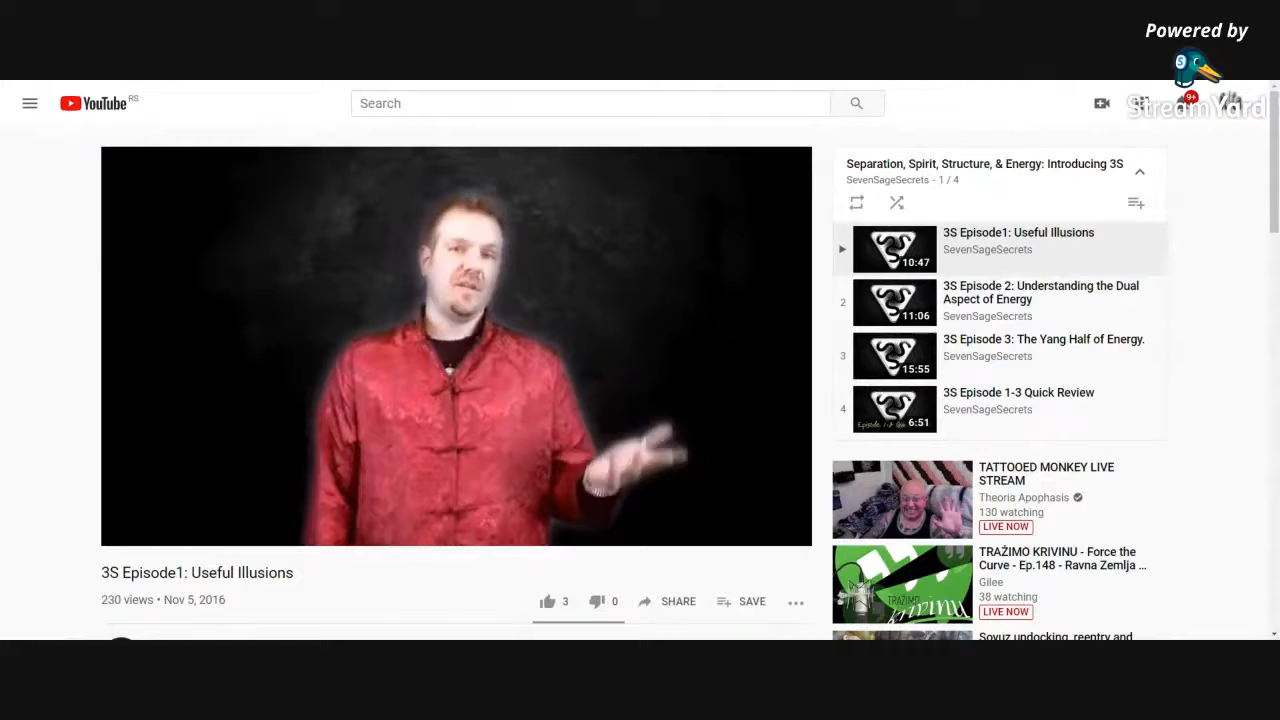 Powered by
StreamYard
YouTube RS
Search
9+
Separation, Spirit, Structure, & Energy: Introducing 3S
SevenSageSecrets - 1 / 4
3S Episode1: Useful Illusions
SevenSageSecrets
10:47
2
3S Episode 2: Understanding the Dual
Aspect of Energy
SevenSageSecrets
11:06
3
3S Episode 3: The Yang Half of Energy.
SevenSageSecrets
15:55
4
3S Episode 1-3 Quick Review
SevenSageSecrets
6:51
TATTOOED MONKEY LIVE
STREAM
Theoria Apophasis
130 watching
LIVE NOW
TRAŽIMO KRIVINU - Force the
Curve - Ep.148 - Ravna Zemlja ...
Gilee
38 watching
LIVE NOW
TRAŽIMO
krivinu
Soyuz undocking, reentry and
3S Episode1: Useful Illusions
230 views • Nov 5, 2016
3
0
SHARE
SAVE